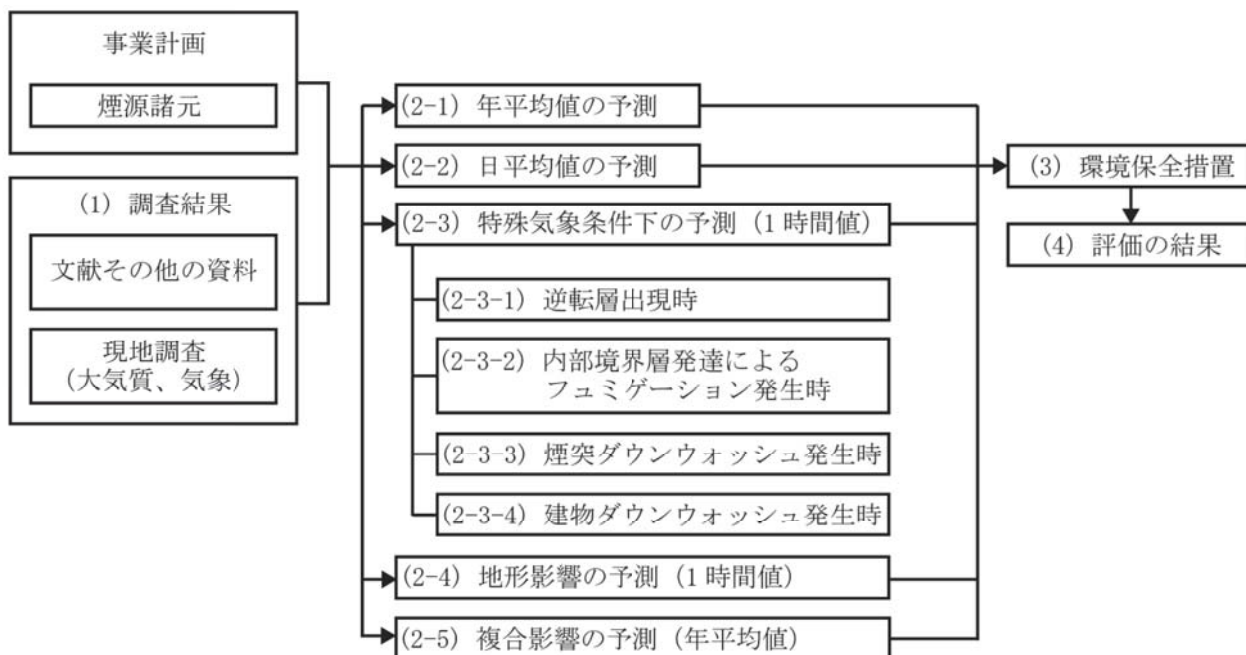 事業計画
煙源諸元
(1) 調査結果
文献その他の資料
現地調査
(大気質、気象)
(2-1) 年平均値の予測
(2-2) 日平均値の予測
(2-3) 特殊気象条件下の予測 (1時間値)
(2-3-1) 逆転層出現時
(2-3-2) 内部境界層発達による
フュミゲーション発生時
(2-3-3) 煙突ダウンウォッシュ発生時
(2-3-4) 建物ダウンウォッシュ発生時
(2-4) 地形影響の予測 (1時間値)
(2-5) 複合影響の予測 (年平均値)
(3) 環境保全措置
(4) 評価の結果